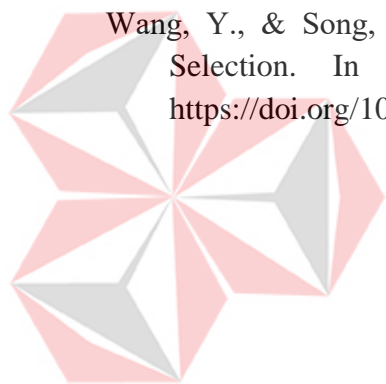 Wang, Y., & Song,
Selection. In
https://doi.org/10